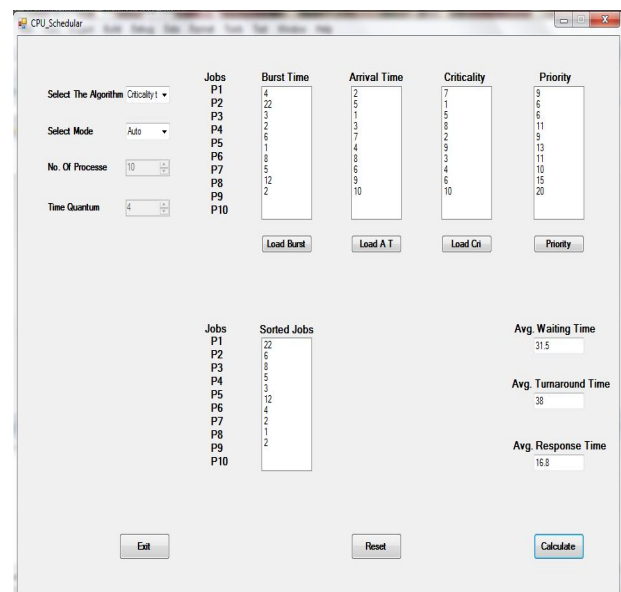 CPU_Schedular
Select The Algorithm Criticality t
Select Mode Auto
No. Of Processe 10
Time Quantum 4
Jobs
P1
P2
P3
P4
P5
P6
P7
P8
P9
P10
Burst Time
4
22
3
2
6
1
8
5
12
2
Load Burst
Arrival Time
2
5
1
3
7
4
8
6
9
10
Load A T
Criticality
7
1
5
8
2
9
3
4
6
10
Load Cri
Priority
9
6
6
11
9
13
11
10
15
20
Priority
Jobs
P1
P2
P3
P4
P5
P6
P7
P8
P9
P10
Sorted Jobs
22
6
8
5
3
12
4
2
1
2
Avg. Waiting Time
31.5
Avg. Turnaround Time
38
Avg. Response Time
16.8
Exit
Reset
Calculate